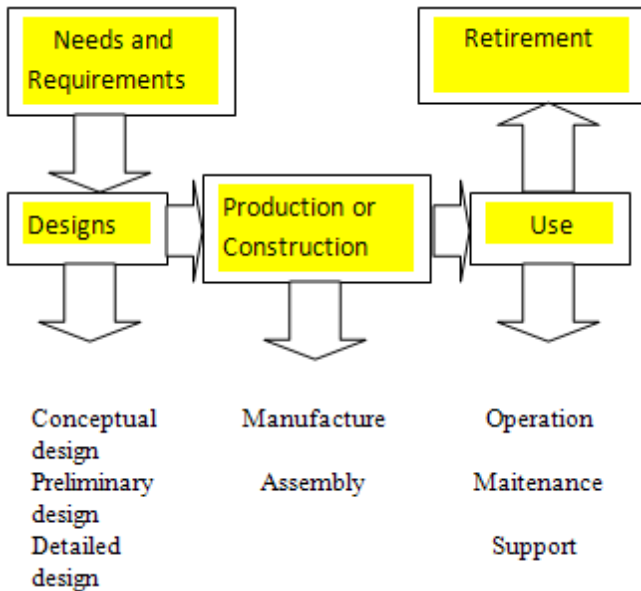 Needs and
Requirements
Retirement
Designs
Production or
Construction
Use
Conceptual
design
Preliminary
design
Detailed
design
Manufacture
Assembly
Operation
Maitenance
Support